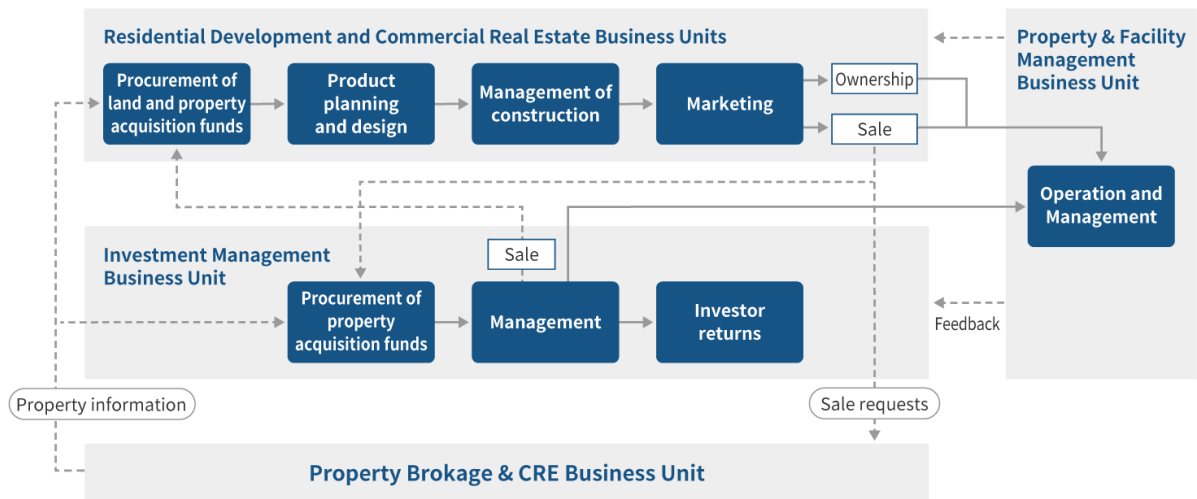 Residential Development and Commercial Real Estate Business Units
Procurement of
land and property
acquisition funds
Product
planning
and design
Management of
construction
Marketing
Ownership
Sale
Property & Facility
Management
Business Unit
Operation and
Management
Investment Management
Business Unit
Sale
Procurement of
property
acquisition funds
Management
Investor
returns
Feedback
Property information
Sale requests
Property Brokage & CRE Business Unit